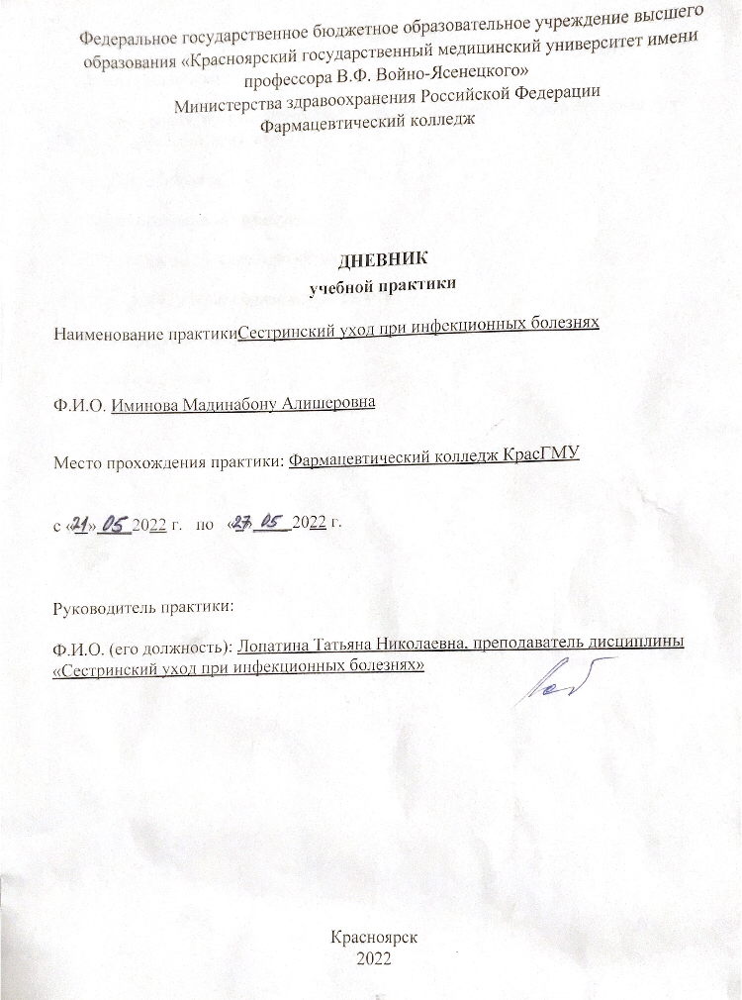 Федеральное государственное бюджетное образовательное учреждение высшего
образования «Красноярский государственный медицинский университет имени
профессора В.Ф. Войно-Ясенецкого»
Министерства здравоохранения Российской Федерации
Фармацевтический колледж
ДНЕВНИК
учебной практики
Наименование практикиСестринский уход при инфекционных болезнях
Ф.И.О. Иминова Мадинабону Алишеровна
Место прохождения практики: Фармацевтический колледж КрасГМУ
с «21» 05 2022 г. по «27» 05 2022 г.
Руководитель практики:
Ф.И.О. (его должность): Лопатина Татьяна Николаевна, преподаватель дисциплины
«Сестринский уход при инфекционных болезнях»
Красноярск
2022